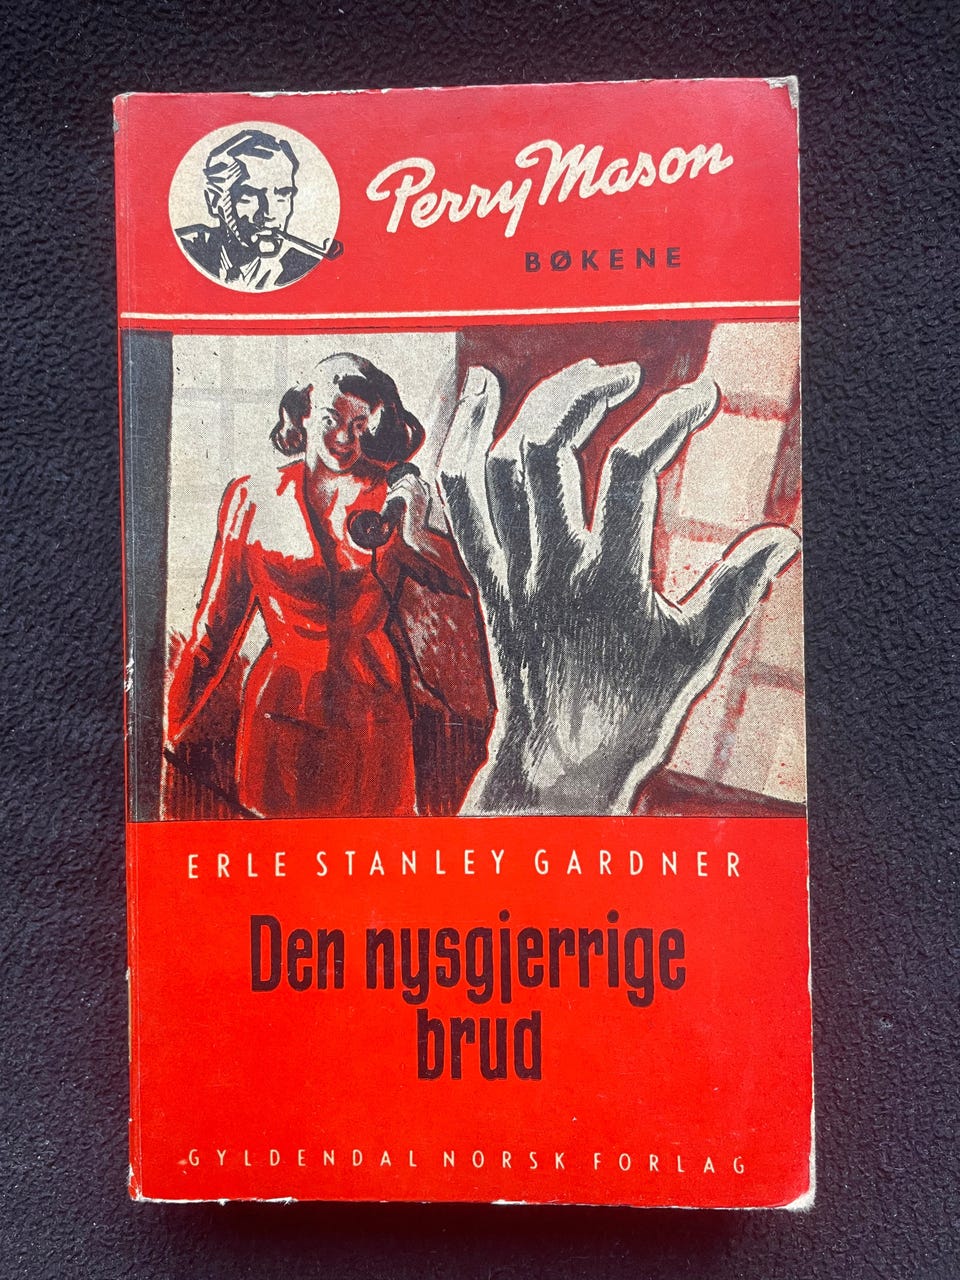 Perry Mason
BØKENE
ERLE STANLEY GARDNER
Den nysgjerrige
brud
GYLDENDAL NORSK FORLAG